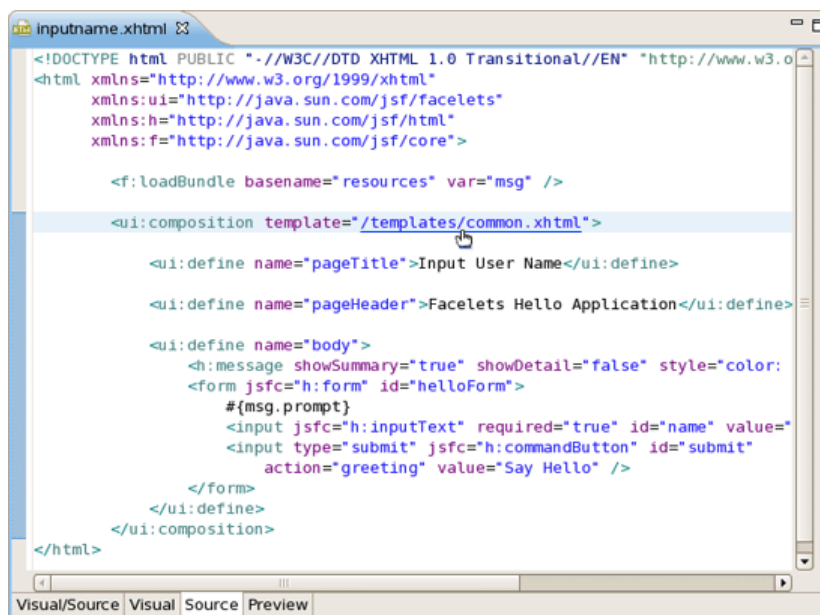 inputname.xhtml
<!DOCTYPE html PUBLIC "-//W3C//DTD XHTML 1.0 Transitional//EN" "http://www.w3.o
<html xmlns="http://www.w3.org/1999/xhtml"
xmlns:ui="http://java.sun.com/jsf/facelets"
xmlns:h="http://java.sun.com/jsf/html"
xmlns:f="http://java.sun.com/jsf/core">
<f:loadBundle basename="resources" var="msg" />
<ui:composition template="/templates/common.xhtml">
<ui:define name="pageTitle">Input User Name</ui:define>
<ui:define name="pageHeader">Facelets Hello Application</ui:define>
<ui:define name="body">
<h:message showSummary="true" showDetail="false" style="color:
<form jsfc="h:form" id="helloForm">
#{msg.prompt}
<input jsfc="h:inputText" required="true" id="name" value="
<input type="submit" jsfc="h:commandButton" id="submit"
action="greeting" value="Say Hello" />
</form>
</ui:define>
</ui:composition>
</html>
Visual/Source Visual Source Preview